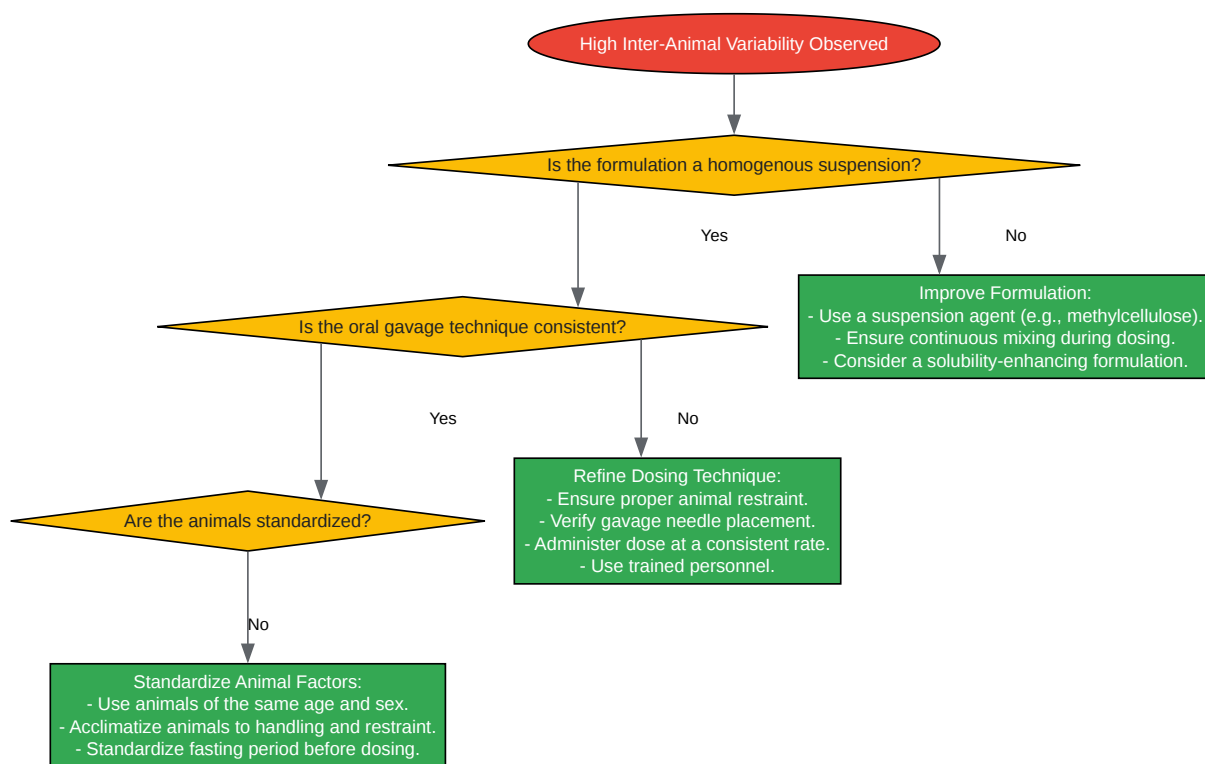 High Inter-Animal Variability Observed
Is the formulation a homogenous suspension?
Yes
No
Improve Formulation:
- Use a suspension agent (e.g., methylcellulose).
- Ensure continuous mixing during dosing.
- Consider a solubility-enhancing formulation.
Is the oral gavage technique consistent?
Yes
No
Refine Dosing Technique:
- Ensure proper animal restraint.
- Verify gavage needle placement.
- Administer dose at a consistent rate.
- Use trained personnel.
Are the animals standardized?
No
Standardize Animal Factors:
- Use animals of the same age and sex.
- Acclimatize animals to handling and restraint.
- Standardize fasting period before dosing.